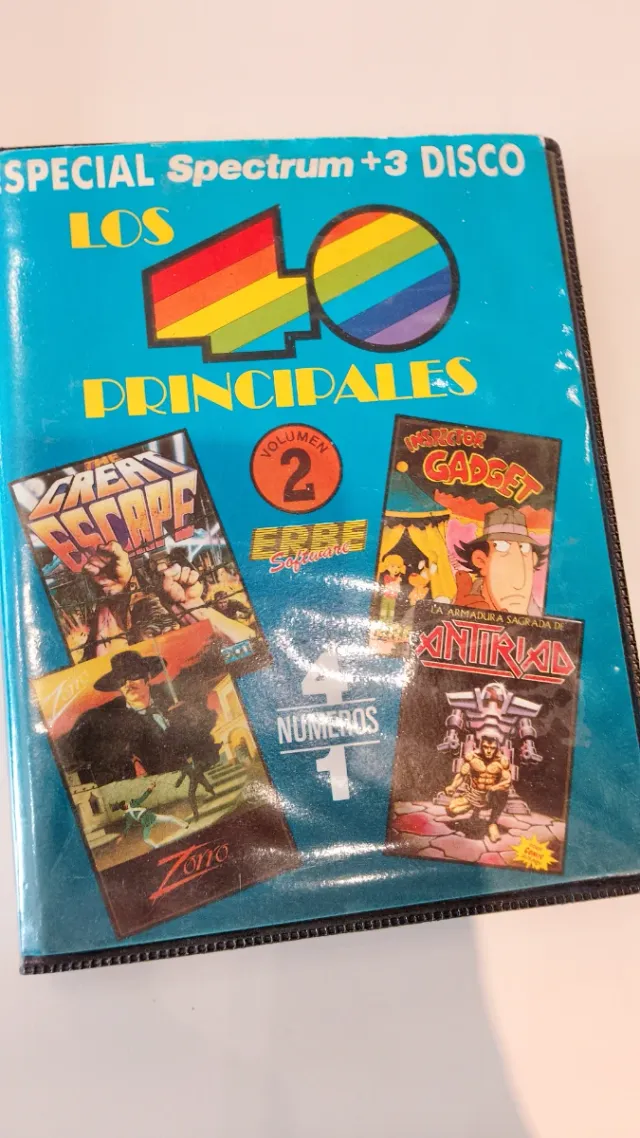 ESPECIAL Spectrum +3 DISCO
LOS
40
PRINCIPALES
VOLUMEN
2
ERBE
Software
THE
GREAT
ESCAPE
INSPECTOR
GADGET
Zorro
Zorro
LA ARMADURA SAGRADA DE
ANTIRIAD
4
NÚMEROS
1